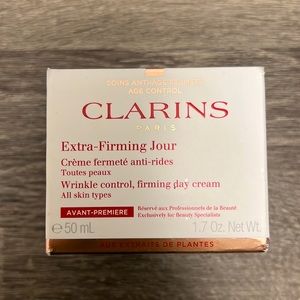 SOINS ANTI-ÂGE FERMETÉ
AGE CONTROL
CLARINS
PARIS
Extra-Firming Jour
Crème fermeté anti-rides
Toutes peaux
Wrinkle control, firming day cream
All skin types
AVANT-PREMIERE
Réservé aux Professionnels de la Beauté
Exclusively for Beauty Specialists
℮ 50 mL 1.7 Oz. Net Wt.
AUX EXTRAITS DE PLANTES